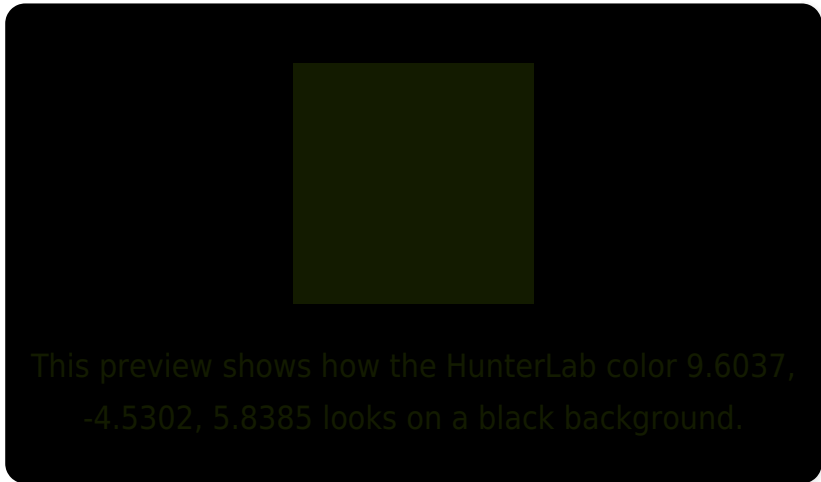 This preview shows how the HunterLab color 9.6037,
-4.5302, 5.8385 looks on a black background.